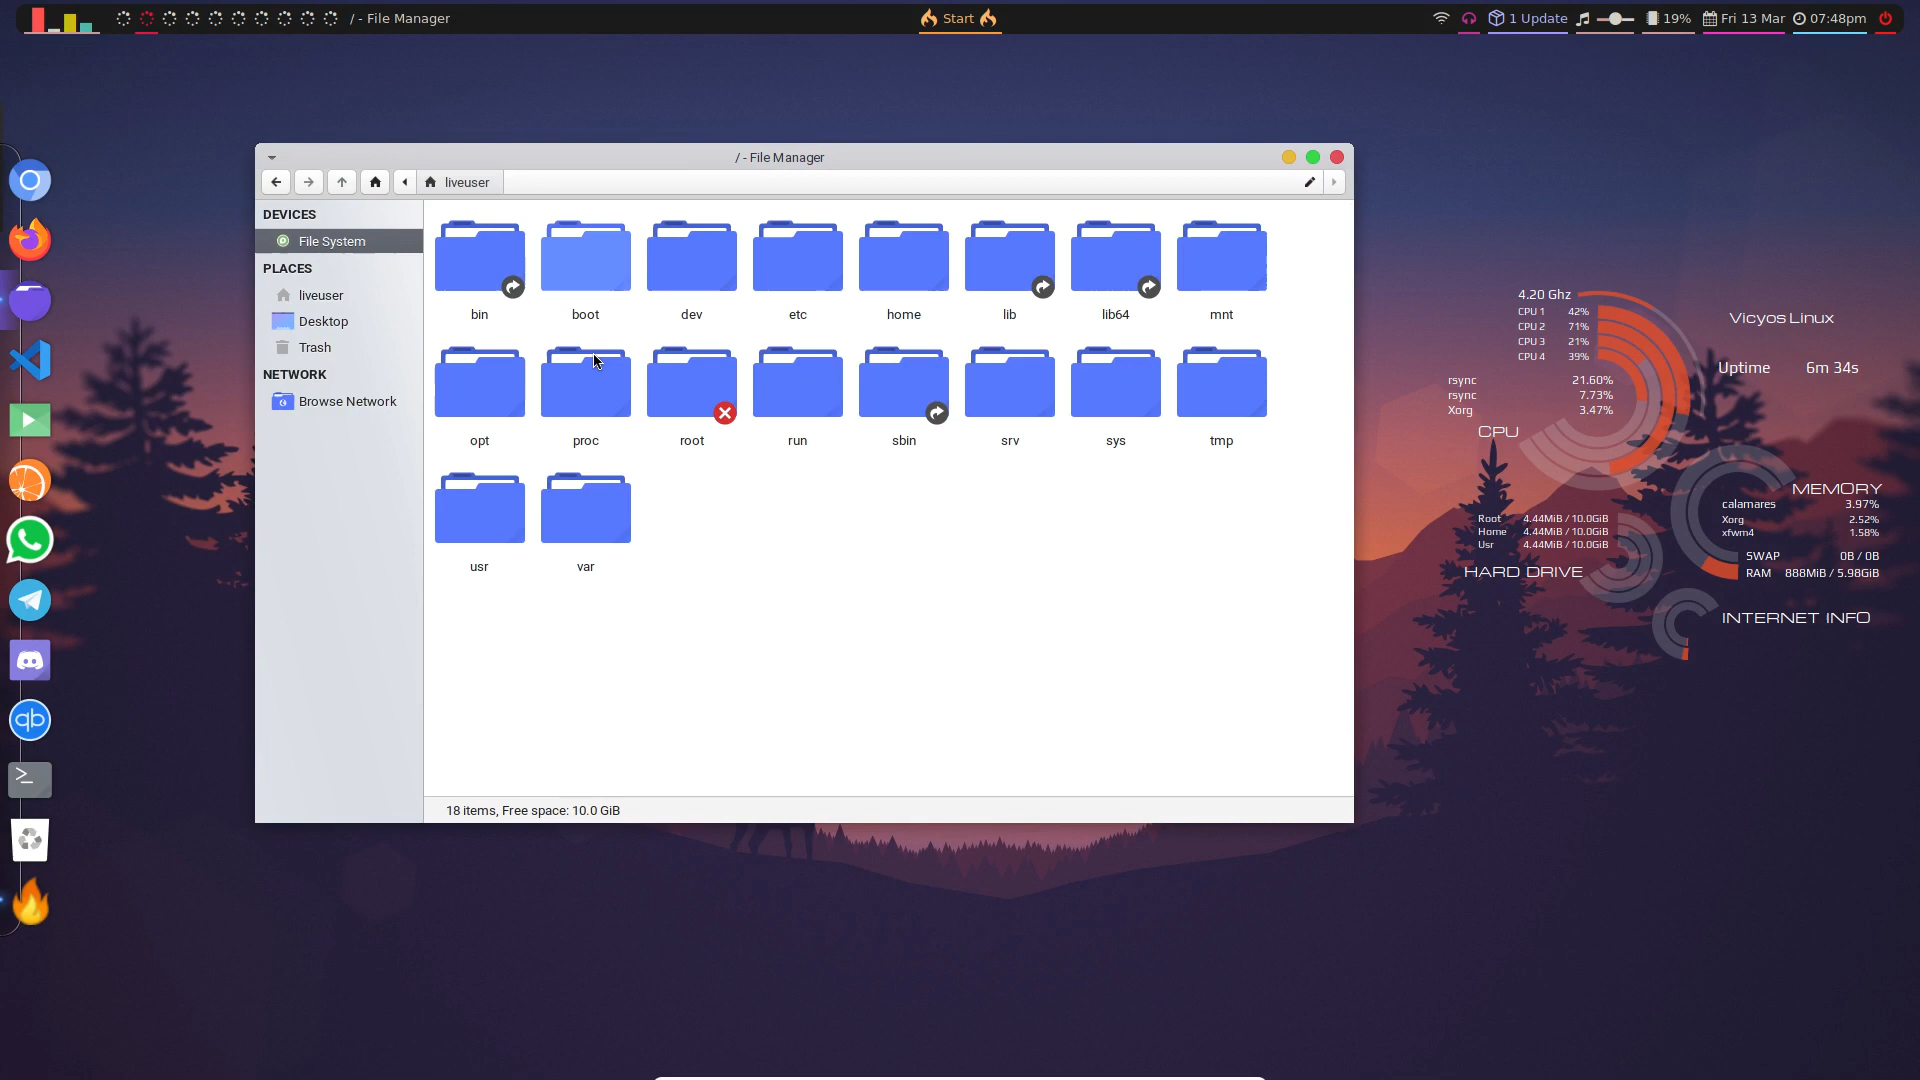 / - File Manager
Start
1 Update
19%
Fri 13 Mar
07:48pm
/ - File Manager
liveuser
DEVICES
File System
PLACES
liveuser
Desktop
Trash
NETWORK
Browse Network
bin boot dev etc home lib lib64 mnt
opt proc root run sbin srv sys tmp
usr var
18 items, Free space: 10.0 GiB
4.20 Ghz
CPU 1 42%
CPU 2 71%
CPU 3 21%
CPU 4 39%
rsync 21.60%
rsync 7.73%
Xorg 3.47%
CPU
Vicyos Linux
Uptime 6m 34s
MEMORY
calamares 3.97%
Xorg 2.52%
xfwm4 1.58%
SWAP 0B / 0B
RAM 888MiB / 5.98GiB
Root 4.44MiB / 10.0GiB
Home 4.44MiB / 10.0GiB
Usr 4.44MiB / 10.0GiB
HARD DRIVE
INTERNET INFO
qb
>_